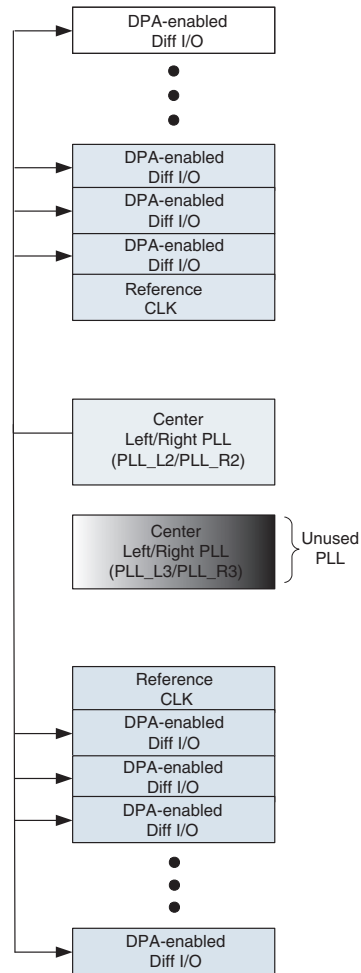 DPA-enabled
Diff I/O
DPA-enabled
Diff I/O
DPA-enabled
Diff I/O
DPA-enabled
Diff I/O
Reference
CLK
Center
Left/Right PLL
(PLL_L2/PLL_R2)
Center
Left/Right PLL
(PLL_L3/PLL_R3)
Unused
PLL
Reference
CLK
DPA-enabled
Diff I/O
DPA-enabled
Diff I/O
DPA-enabled
Diff I/O
DPA-enabled
Diff I/O